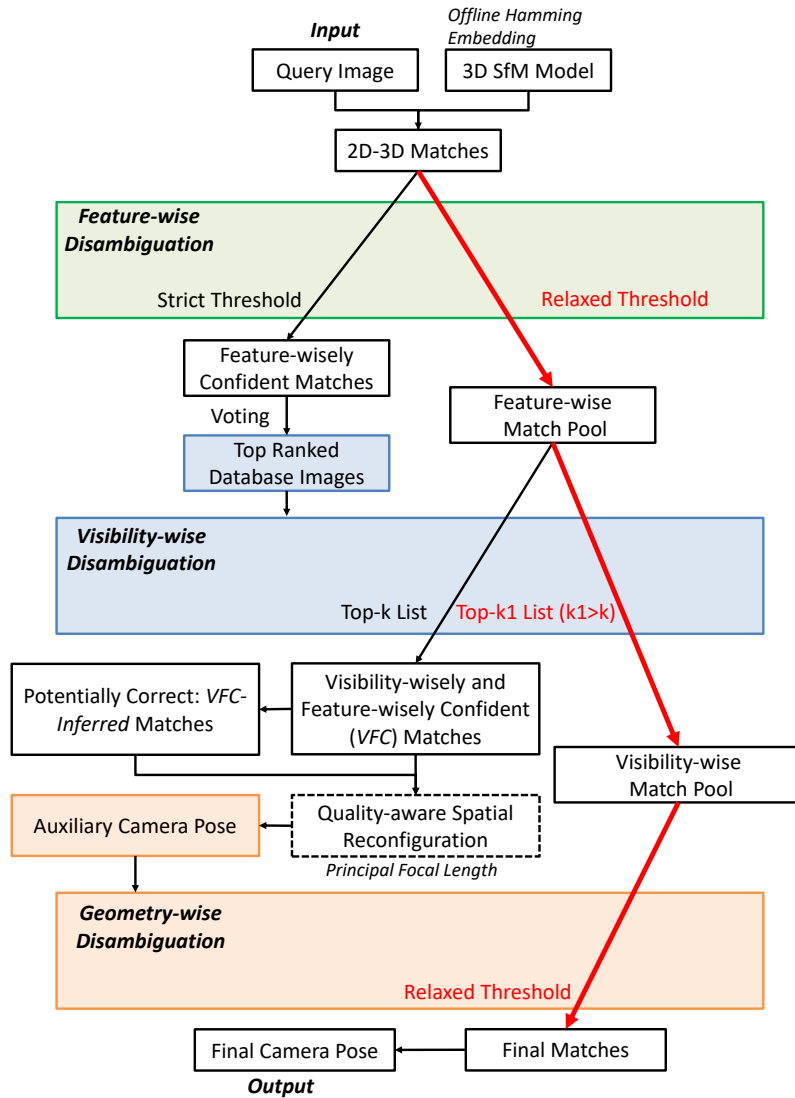 Input
Offline Hamming
Embedding
Query Image
3D SfM Model
2D-3D Matches
Feature-wise
Disambiguation
Strict Threshold
Relaxed Threshold
Feature-wisely
Confident Matches
Voting
Feature-wise
Match Pool
Top Ranked
Database Images
Visibility-wise
Disambiguation
Top-k List
Top-k1 List (k1>k)
Potentially Correct: VFC-
Inferred Matches
Visibility-wisely and
Feature-wisely Confident
(VFC) Matches
Visibility-wise
Match Pool
Auxiliary Camera Pose
Quality-aware Spatial
Reconfiguration
Principal Focal Length
Geometry-wise
Disambiguation
Relaxed Threshold
Final Camera Pose
Final Matches
Output